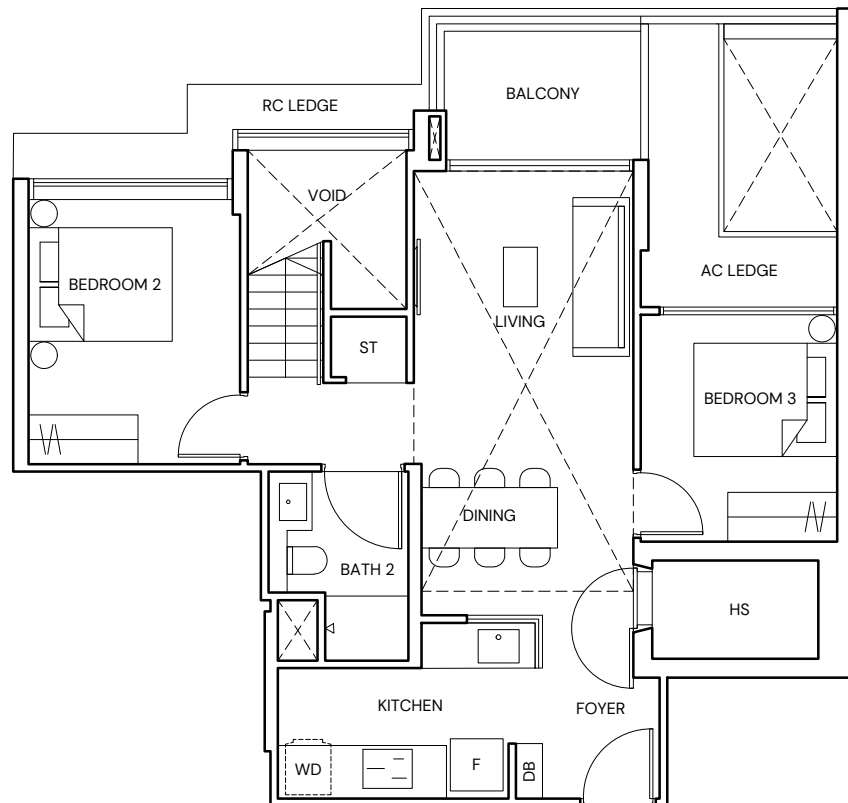 BALCONY
RC LEDGE
VOID
BEDROOM 2
AC LEDGE
LIVING
ST
BEDROOM 3
DINING
BATH 2
HS
KITCHEN
FOYER
WD
F
DB